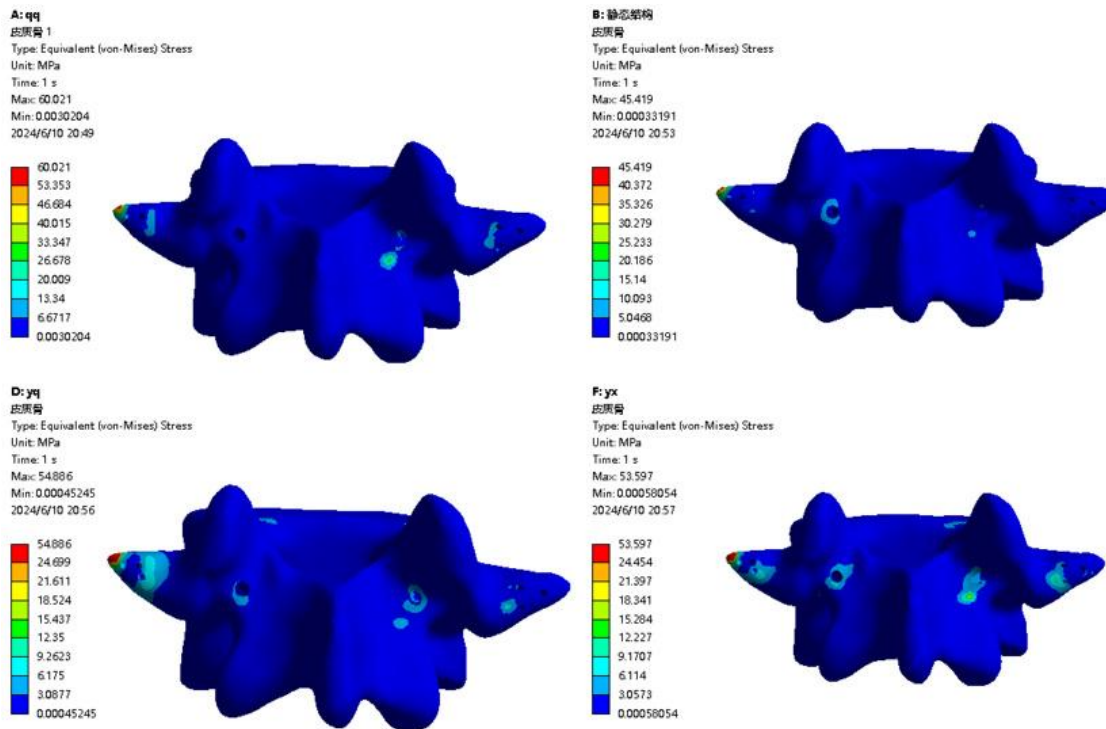 A: qq
皮质骨 1
Type: Equivalent (von-Mises) Stress
Unit: MPa
Time: 1 s
Max: 60.021
Min: 0.0030204
2024/6/10 20:49
60.021
53.353
46.684
40.015
33.347
26.678
20.009
13.34
6.6717
0.0030204
B: 静态结构
皮质骨
Type: Equivalent (von-Mises) Stress
Unit: MPa
Time: 1 s
Max: 45.419
Min: 0.00033191
2024/6/10 20:53
45.419
40.372
35.326
30.279
25.233
20.186
15.14
10.093
5.0468
0.00033191
D: yq
皮质骨
Type: Equivalent (von-Mises) Stress
Unit: MPa
Time: 1 s
Max: 54.886
Min: 0.00045245
2024/6/10 20:56
54.886
24.699
21.611
18.524
15.437
12.35
9.2623
6.175
3.0877
0.00045245
F: yx
皮质骨
Type: Equivalent (von-Mises) Stress
Unit: MPa
Time: 1 s
Max: 53.597
Min: 0.00058054
2024/6/10 20:57
53.597
24.454
21.397
18.341
15.284
12.227
9.1707
6.114
3.0573
0.00058054